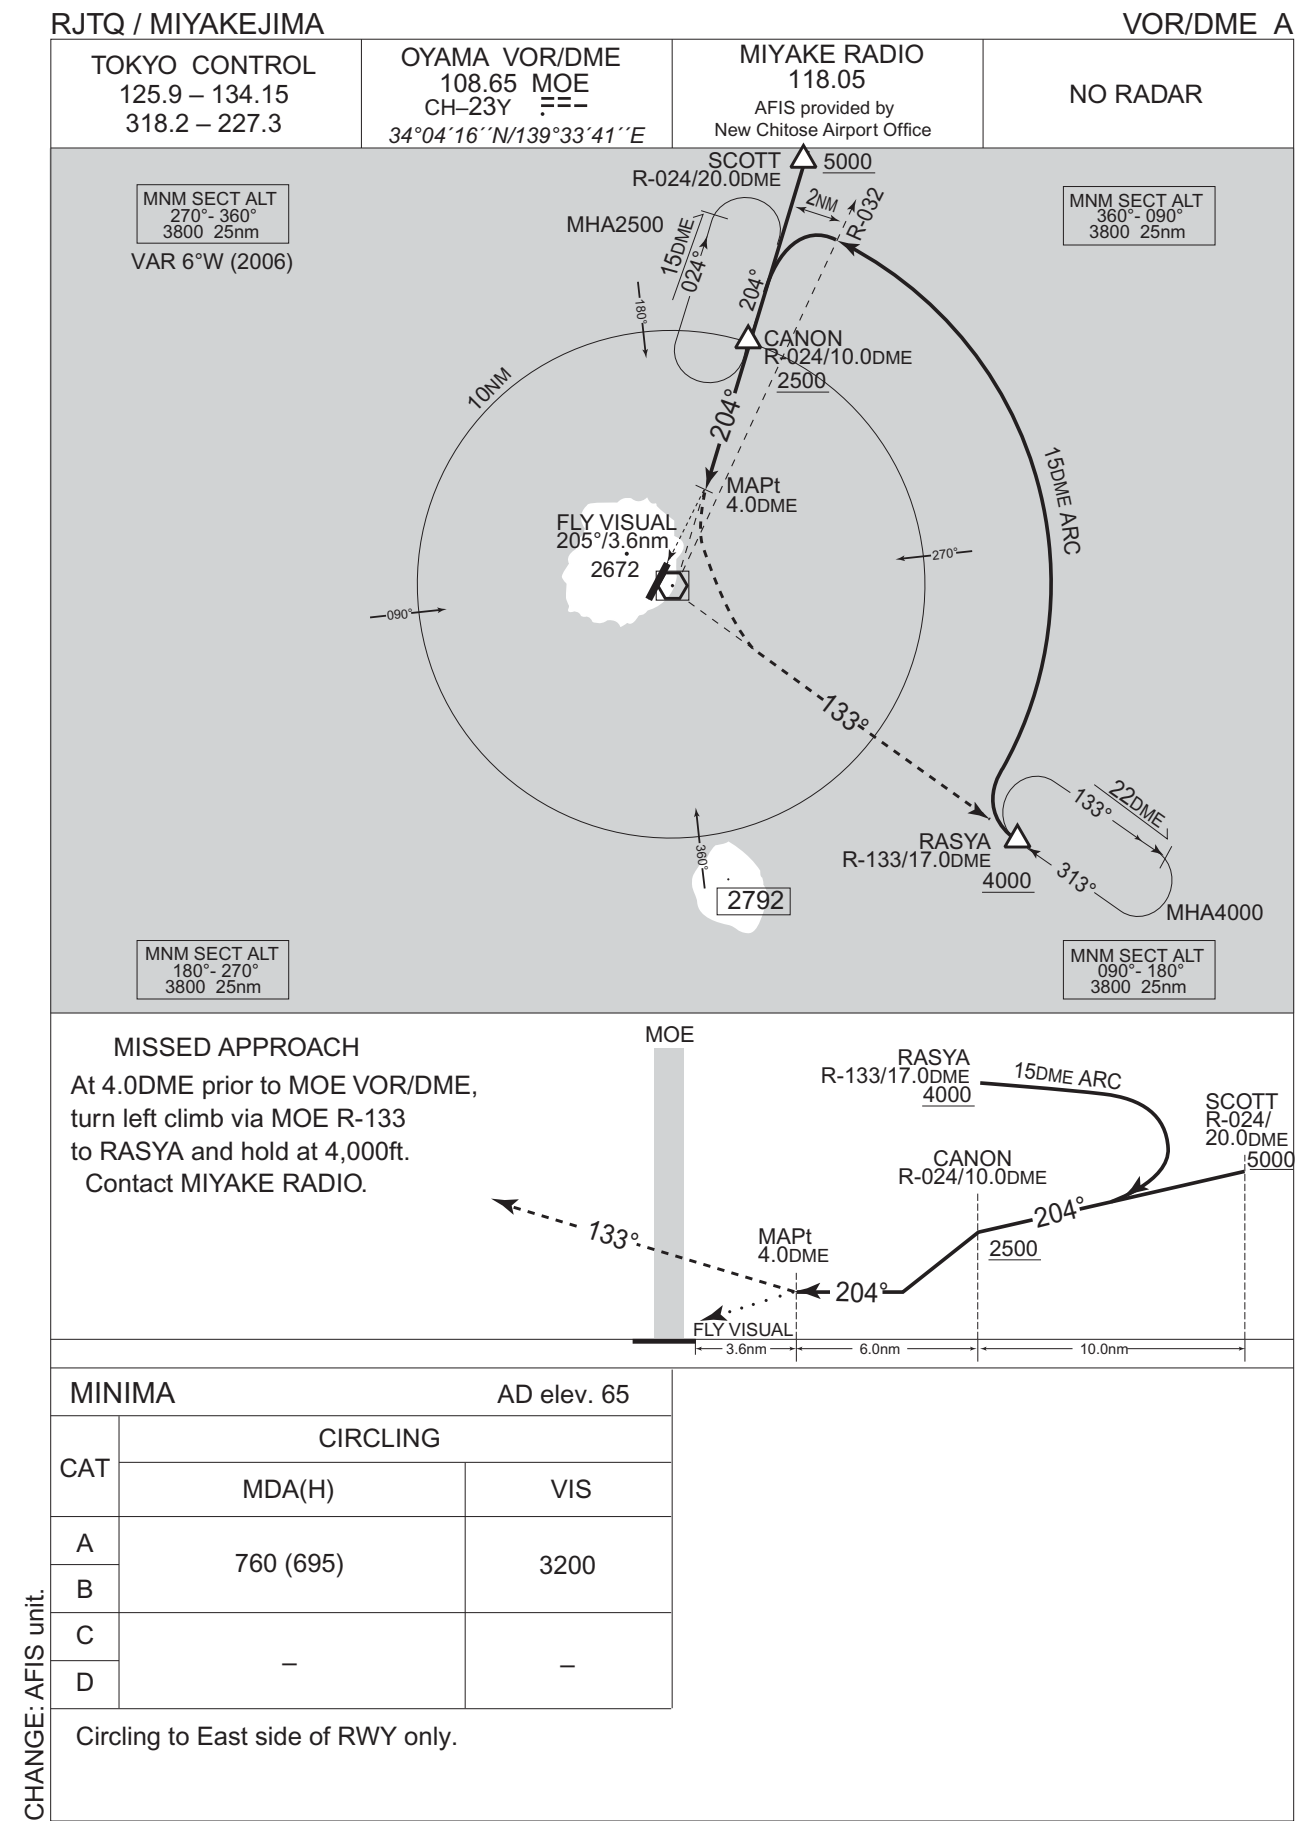 RJTQ / MIYAKEJIMA
VOR/DME A
TOKYO CONTROL
125.9 – 134.15
318.2 – 227.3
OYAMA VOR/DME
108.65 MOE
CH–23Y
34°04´16´´N/139°33´41´´E
MIYAKE RADIO
118.05
AFIS provided by
New Chitose Airport Office
NO RADAR
MNM SECT ALT
270°- 360°
3800 25nm
VAR 6°W (2006)
SCOTT
R-024/20.0DME
5000
MNM SECT ALT
360°- 090°
3800 25nm
MHA2500
15DME
024°
2NM
R-032
204°
180°
CANON
R-024/10.0DME
2500
10NM
204°
15DME ARC
MAPt
4.0DME
FLY VISUAL
205°/3.6nm
2672
270°
090°
133°
360°
2792
RASYA
R-133/17.0DME
4000
22DME
133°
313°
MHA4000
MNM SECT ALT
180°- 270°
3800 25nm
MNM SECT ALT
090°- 180°
3800 25nm
MISSED APPROACH
At 4.0DME prior to MOE VOR/DME,
turn left climb via MOE R-133
to RASYA and hold at 4,000ft.
Contact MIYAKE RADIO.
MOE
RASYA
R-133/17.0DME
4000
15DME ARC
SCOTT
R-024/
20.0DME
5000
CANON
R-024/10.0DME
2500
204°
MAPt
4.0DME
133°
204°
FLY VISUAL
3.6nm
6.0nm
10.0nm
MINIMA
AD elev. 65
CAT
CIRCLING
MDA(H)
VIS
A
B
760 (695)
3200
C
D
–
–
Circling to East side of RWY only.
CHANGE: AFIS unit.